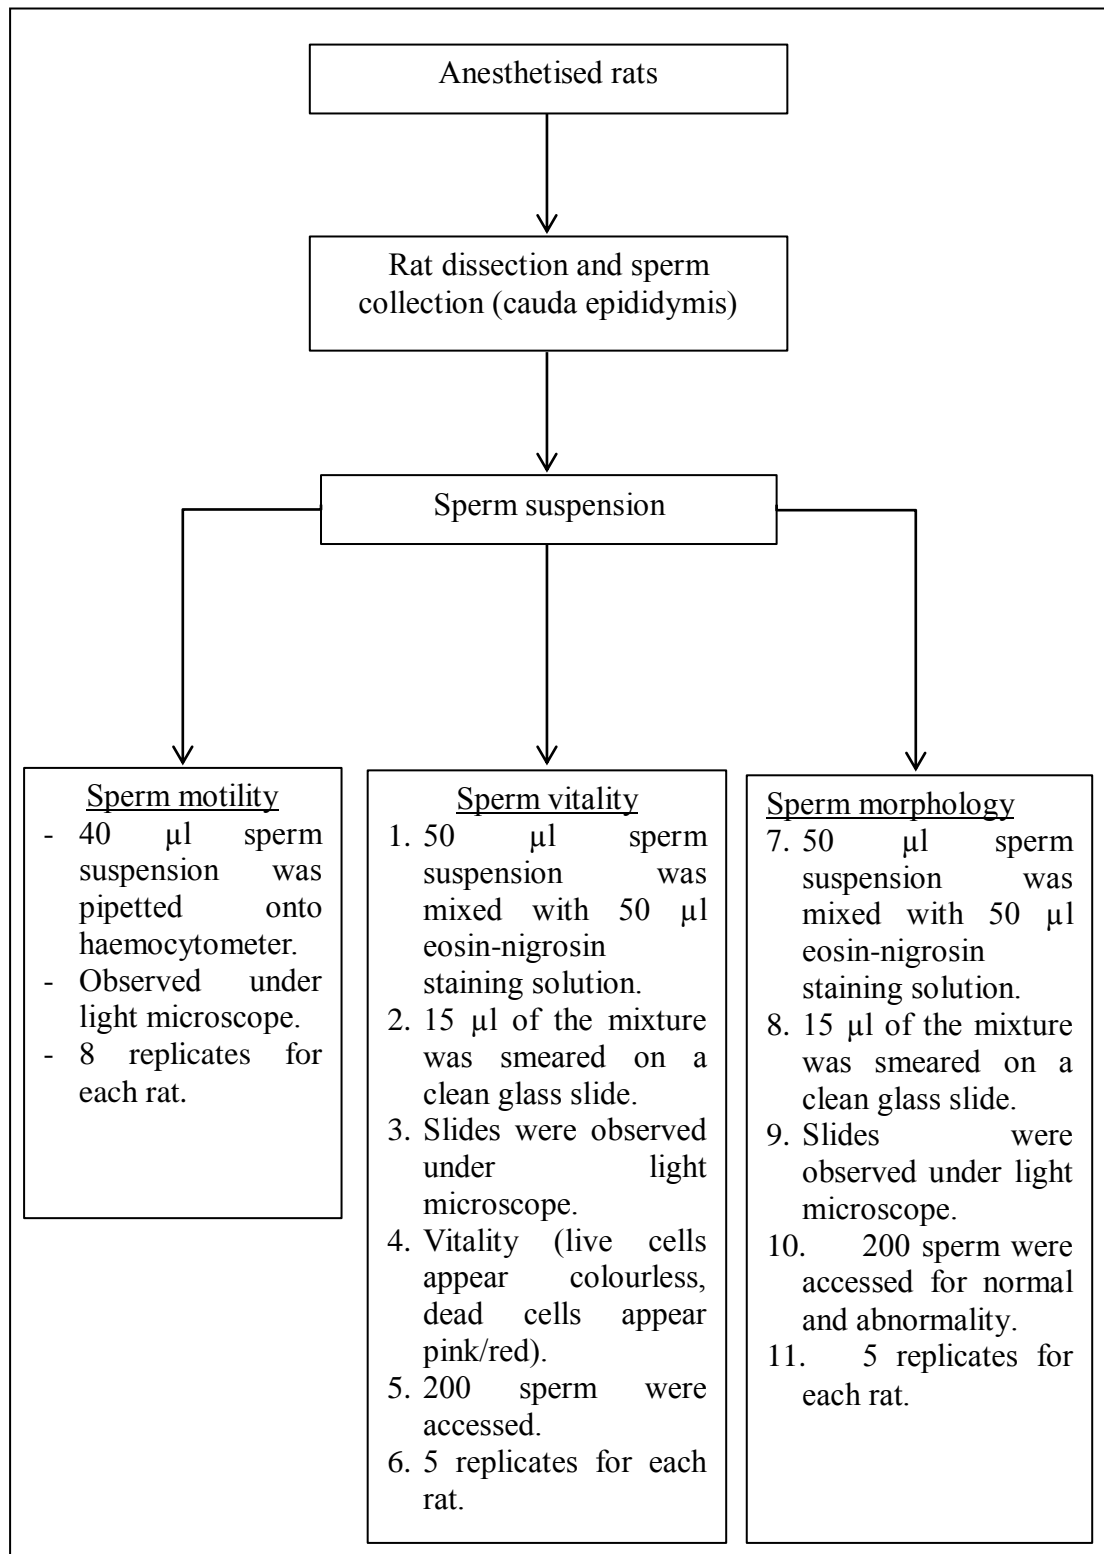 Anesthetised rats
Rat dissection and sperm
collection (cauda epididymis)
Sperm suspension
Sperm motility
- 40 µl sperm
suspension was
pipetted onto
haemocytometer.
- Observed under
light microscope.
- 8 replicates for
each rat.
Sperm vitality
1. 50 µl sperm
suspension was
mixed with 50 µl
eosin-nigrosin
staining solution.
2. 15 µl of the mixture
was smeared on a
clean glass slide.
3. Slides were observed
under light
microscope.
4. Vitality (live cells
appear colourless,
dead cells appear
pink/red).
5. 200 sperm were
accessed.
6. 5 replicates for each
rat.
Sperm morphology
7. 50 µl sperm
suspension was
mixed with 50 µl
eosin-nigrosin
staining solution.
8. 15 µl of the mixture
was smeared on a
clean glass slide.
9. Slides were
observed under light
microscope.
10. 200 sperm were
accessed for normal
and abnormality.
11. 5 replicates for
each rat.